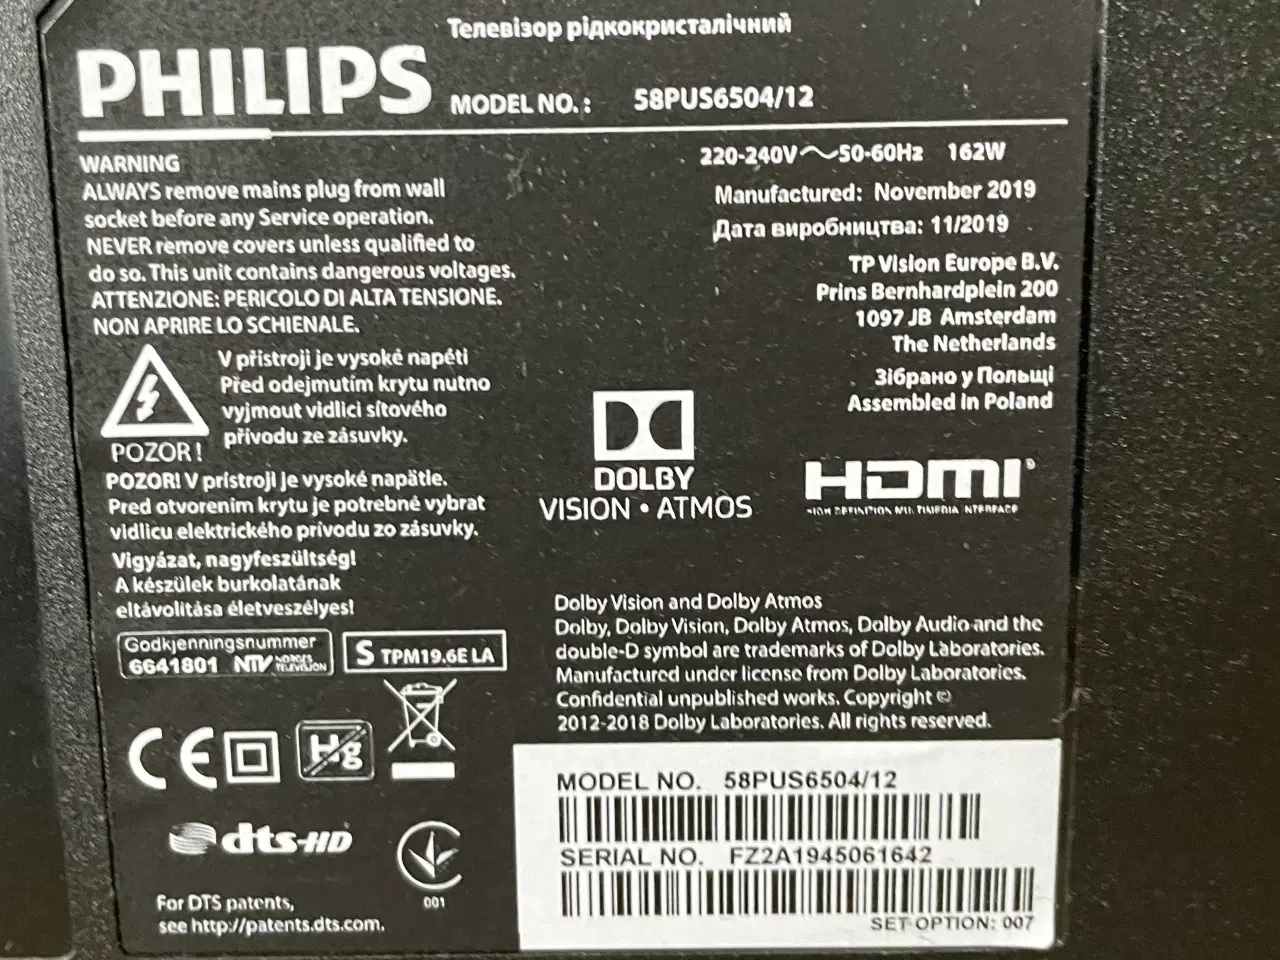 Телевізор рідкокристалічний
PHILIPS MODEL NO. : 58PUS6504/12
220-240V ~ 50-60Hz 162W
Manufactured: November 2019
Дата виробництва: 11/2019
TP Vision Europe B.V.
Prins Bernhardplein 200
1097 JB Amsterdam
The Netherlands
Зібрано у Польщі
Assembled in Poland
WARNING
ALWAYS remove mains plug from wall
socket before any Service operation.
NEVER remove covers unless qualified to
do so. This unit contains dangerous voltages.
ATTENZIONE: PERICOLO DI ALTA TENSIONE.
NON APRIRE LO SCHIENALE.
V přístroji je vysoké napětí
Před odejmutím krytu nutno
vyjmout vidlici síťového
přívodu ze zásuvky.
POZOR!
POZOR! V prístroji je vysoké napätle.
Pred otvorením krytu je potrebné vybrat
vidlicu elektrického prívodu zo zásuvky.
Vigyázat, nagyfeszültség!
A készülek burkolatának
eltávolitása életveszélyes!
DOLBY
VISION • ATMOS
HDMI®
HIGH DEFINITION MULTIMEDIA INTERFACE
Godkjenningsnummer
6641801 NTV NORGES TELEVISION
S TPM19.6E LA
Dolby Vision and Dolby Atmos
Dolby, Dolby Vision, Dolby Atmos, Dolby Audio and the
double-D symbol are trademarks of Dolby Laboratories.
Manufactured under license from Dolby Laboratories.
Confidential unpublished works. Copyright ©
2012-2018 Dolby Laboratories. All rights reserved.
CE
Hg
dts-HD
001
For DTS patents,
see http://patents.dts.com.
MODEL NO. 58PUS6504/12
SERIAL NO. FZ2A1945061642
SET OPTION: 007